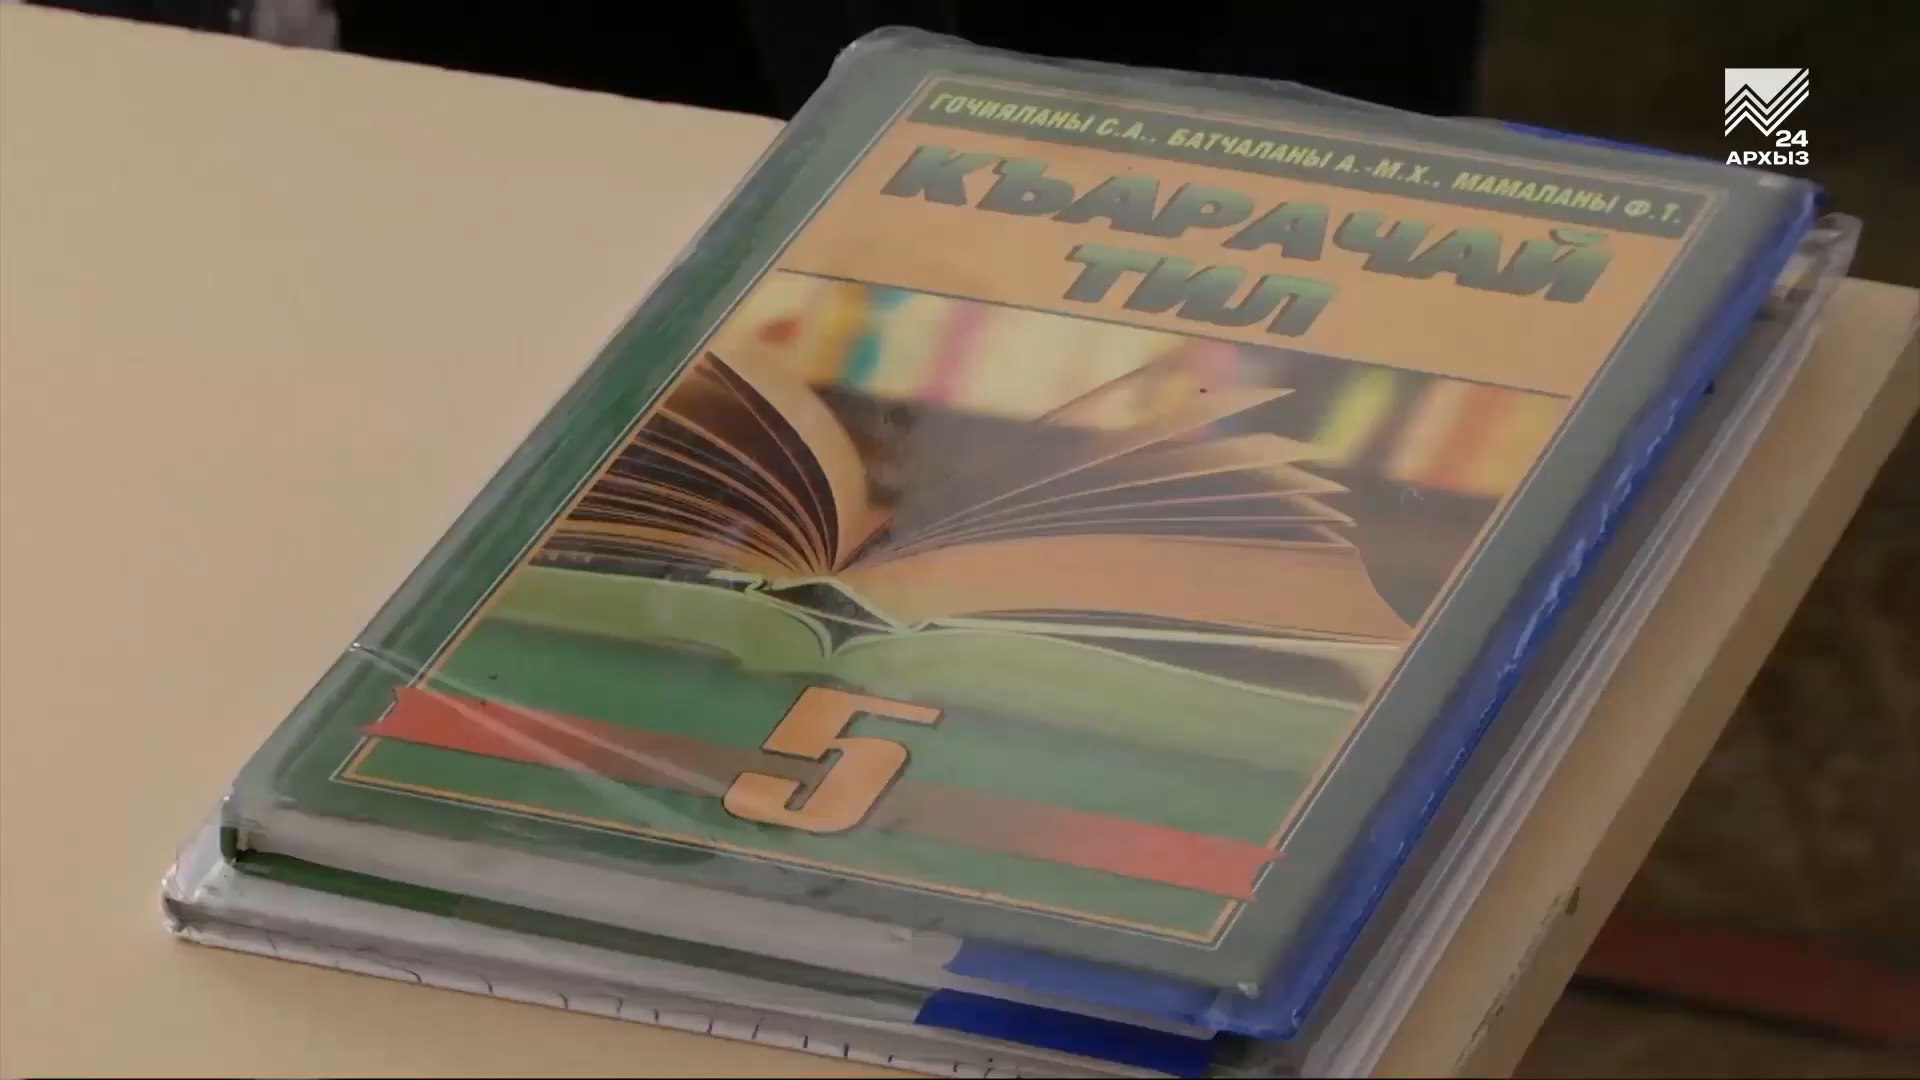 ГОЧИЯЛАНЫ С.А., БАТЧАЛАНЫ А.-М.Х., МАМАЛАНЫ Ф.Т.
КЪАРАЧАЙ
ТИЛ
5
24
АРХЫЗ